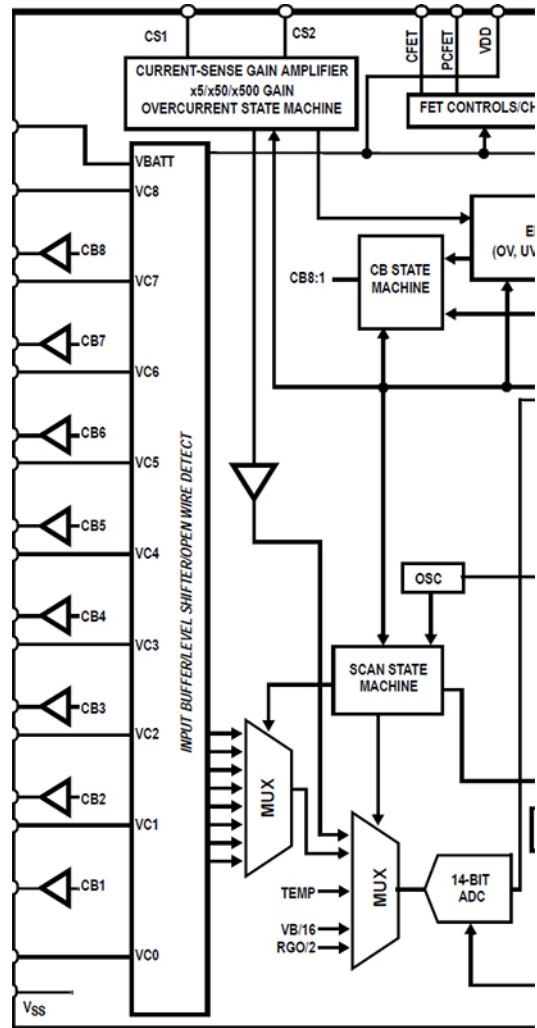 CS1
CS2
CFET
PCFET
VDD
CURRENT-SENSE GAIN AMPLIFIER
x5/x50/x500 GAIN
OVERCURRENT STATE MACHINE
FET CONTROLS/CH
VBATT
VC8
CB8
VC7
CB7
VC6
CB6
VC5
CB5
VC4
CB4
VC3
CB3
VC2
CB2
VC1
CB1
VC0
VSS
INPUT BUFFER/LEVEL SHIFTER/OPEN WIRE DETECT
CB8:1
CB STATE
MACHINE
(OV, UV
OSC
SCAN STATE
MACHINE
MUX
TEMP
VB/16
RGO/2
MUX
14-BIT
ADC